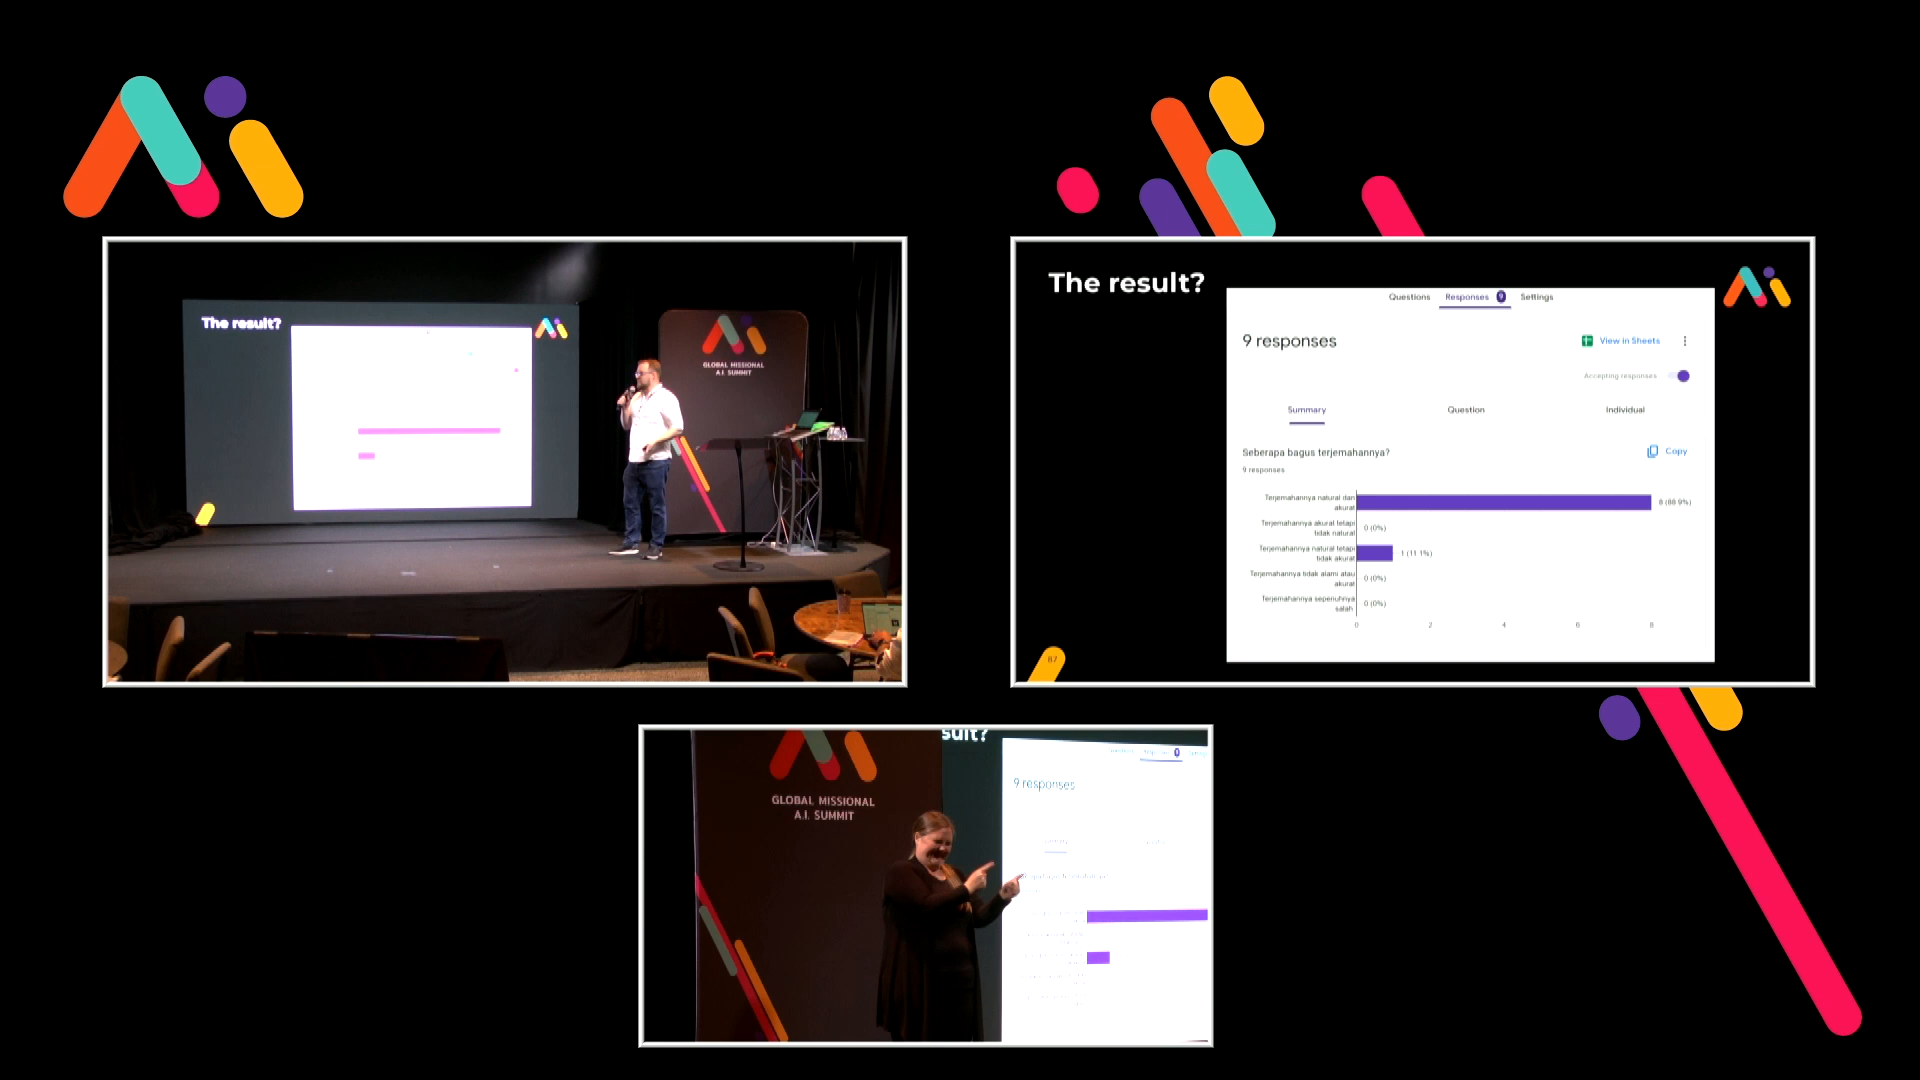 The result?
GLOBAL MISSIONAL
A.I. SUMMIT
The result?
Questions
Responses 9
Settings
9 responses
View in Sheets
Accepting responses
Summary
Question
Individual
Seberapa bagus terjemahannya?
Copy
9 responses
Terjemahannya natural dan
akurat
8 (88.9%)
Terjemahannya akurat tetapi
tidak natural
0 (0%)
Terjemahannya natural tetapi
tidak akurat
1 (11.1%)
Terjemahannya tidak alami atau
akurat
0 (0%)
Terjemahannya sepenuhnya
salah
0 (0%)
0
2
4
6
8
87
sult?
9 responses
GLOBAL MISSIONAL
A.I. SUMMIT